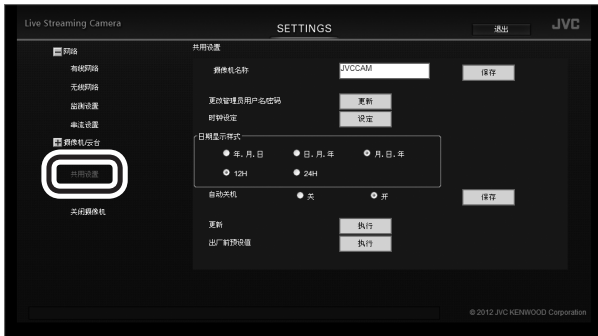 Live Streaming Camera
SETTINGS
退出
JVC
网络
有线网络
无线网络
监测设置
串流设置
摄像机/云台
共用设置
关闭摄像机
共用设置
摄像机名称
JVCCAM
保存
更改管理员用户名/密码
更新
时钟设定
设定
日期显示样式
年. 月. 日
日. 月. 年
月. 日. 年
12H
24H
自动关机
关
开
保存
更新
执行
出厂前预设值
执行
© 2012 JVC KENWOOD Corporation